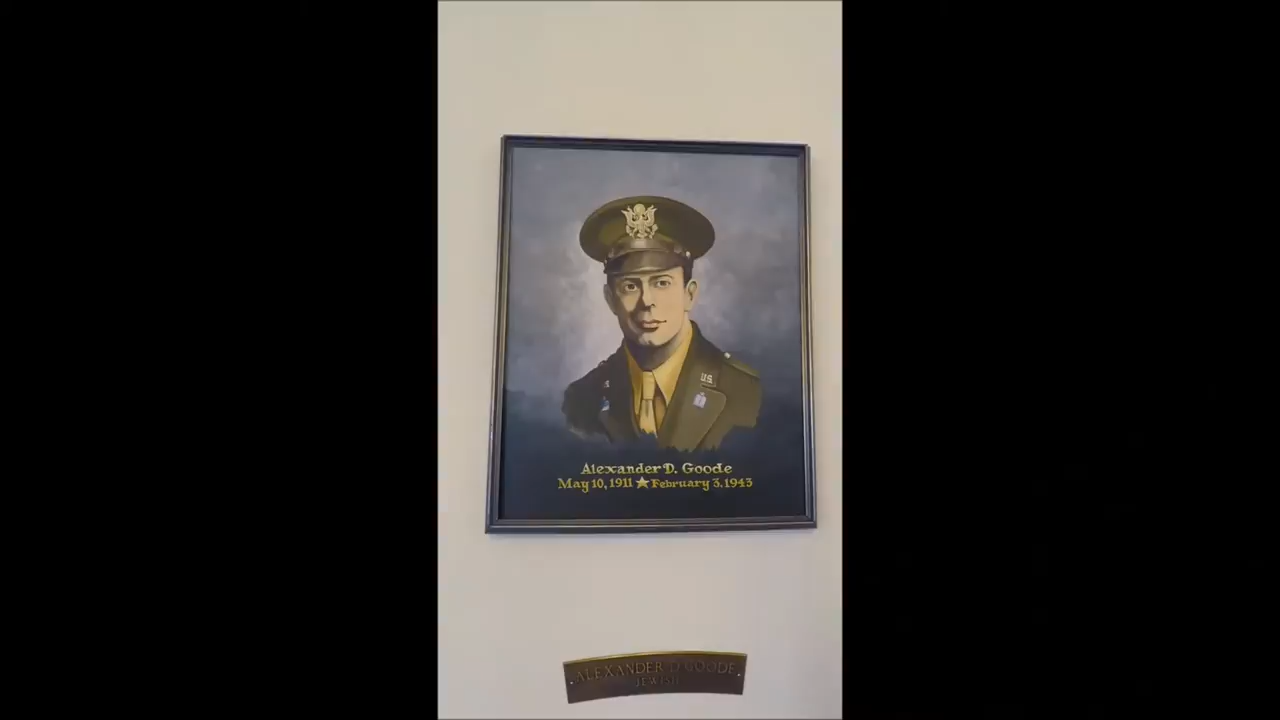 U.S.
Alexander D. Goode
May 10, 1911 ★ February 3, 1943
ALEXANDER D GOODE
JEWISH